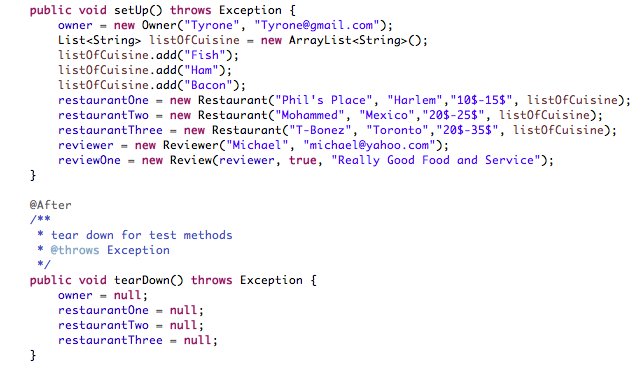 public void setUp() throws Exception {
    owner = new Owner("Tyrone", "Tyrone@gmail.com");
    List<String> listOfCuisine = new ArrayList<String>();
    listOfCuisine.add("Fish");
    listOfCuisine.add("Ham");
    listOfCuisine.add("Bacon");
    restaurantOne = new Restaurant("Phil's Place", "Harlem","10$-15$", listOfCuisine);
    restaurantTwo = new Restaurant("Mohammed", "Mexico","20$-25$", listOfCuisine);
    restaurantThree = new Restaurant("T-Bonez", "Toronto","20$-35$", listOfCuisine);
    reviewer = new Reviewer("Michael", "michael@yahoo.com");
    reviewOne = new Review(reviewer, true, "Really Good Food and Service");
}
@After
/**
 * tear down for test methods
 * @throws Exception
 */
public void tearDown() throws Exception {
    owner = null;
    restaurantOne = null;
    restaurantTwo = null;
    restaurantThree = null;
}